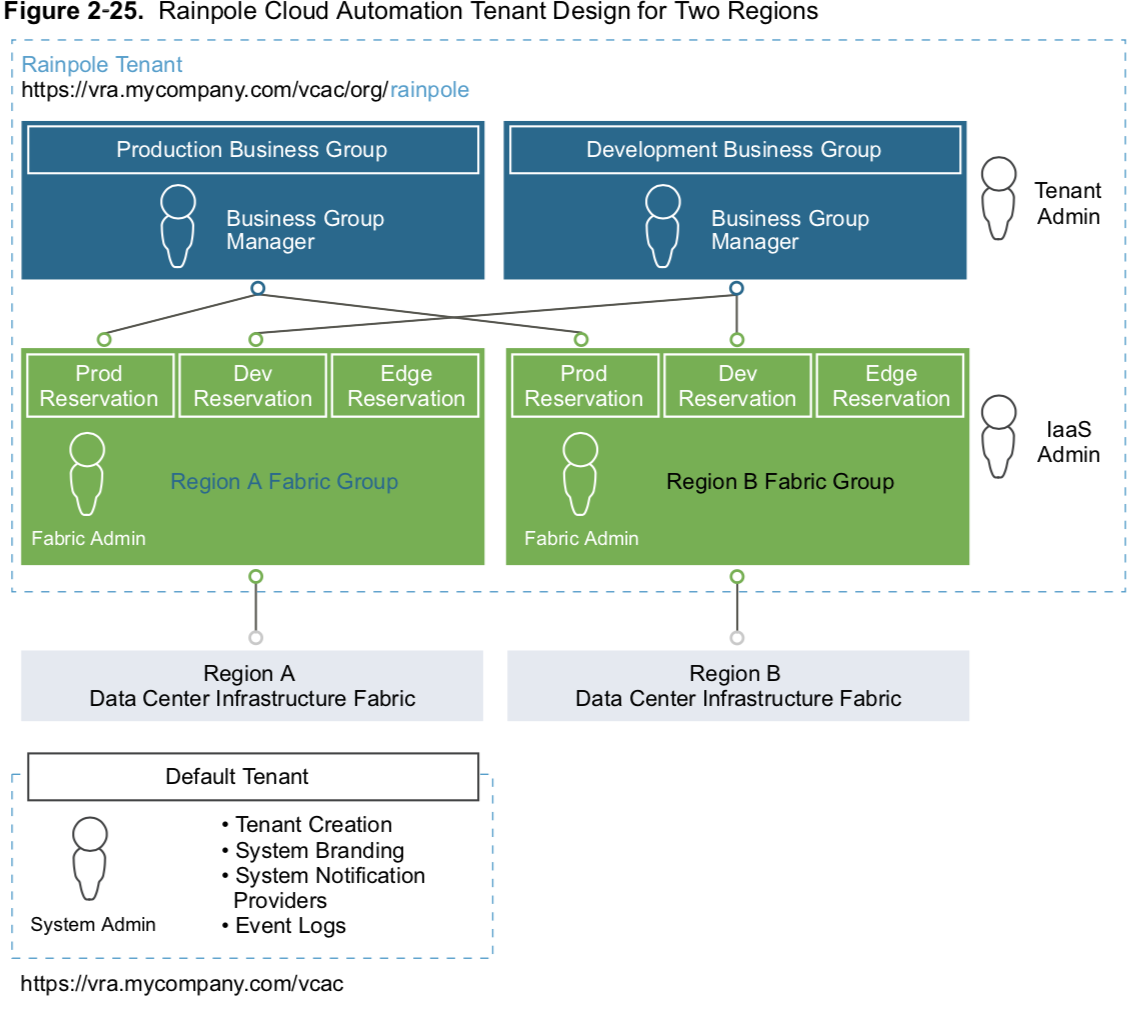 Figure 2-25. Rainpole Cloud Automation Tenant Design for Two Regions
Rainpole Tenant
https://vra.mycompany.com/vcac/org/rainpole
Production Business Group
Business Group
Manager
Development Business Group
Business Group
Manager
Tenant
Admin
Prod
Reservation
Dev
Reservation
Edge
Reservation
Region A Fabric Group
Fabric Admin
Prod
Reservation
Dev
Reservation
Edge
Reservation
Region B Fabric Group
Fabric Admin
IaaS
Admin
Region A
Data Center Infrastructure Fabric
Region B
Data Center Infrastructure Fabric
Default Tenant
System Admin
• Tenant Creation
• System Branding
• System Notification
Providers
• Event Logs
https://vra.mycompany.com/vcac